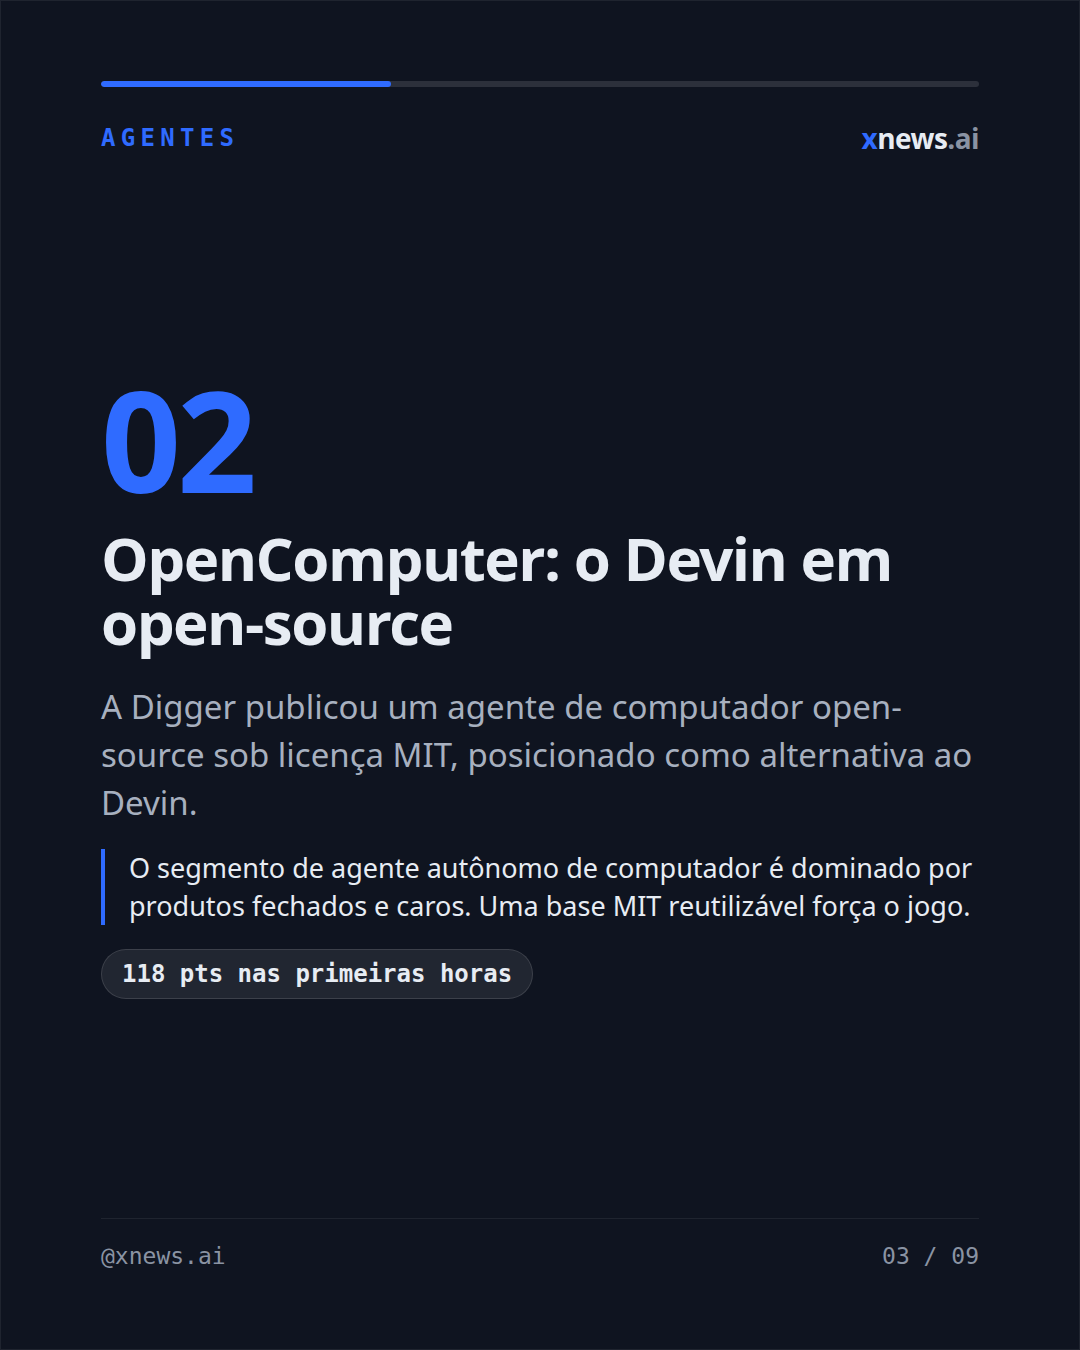 AGENTES
xnews.ai
02
OpenComputer: o Devin em
open-source
A Digger publicou um agente de computador open-
source sob licença MIT, posicionado como alternativa ao
Devin.
O segmento de agente autônomo de computador é dominado por
produtos fechados e caros. Uma base MIT reutilizável força o jogo.
118 pts nas primeiras horas
@xnews.ai
03 / 09